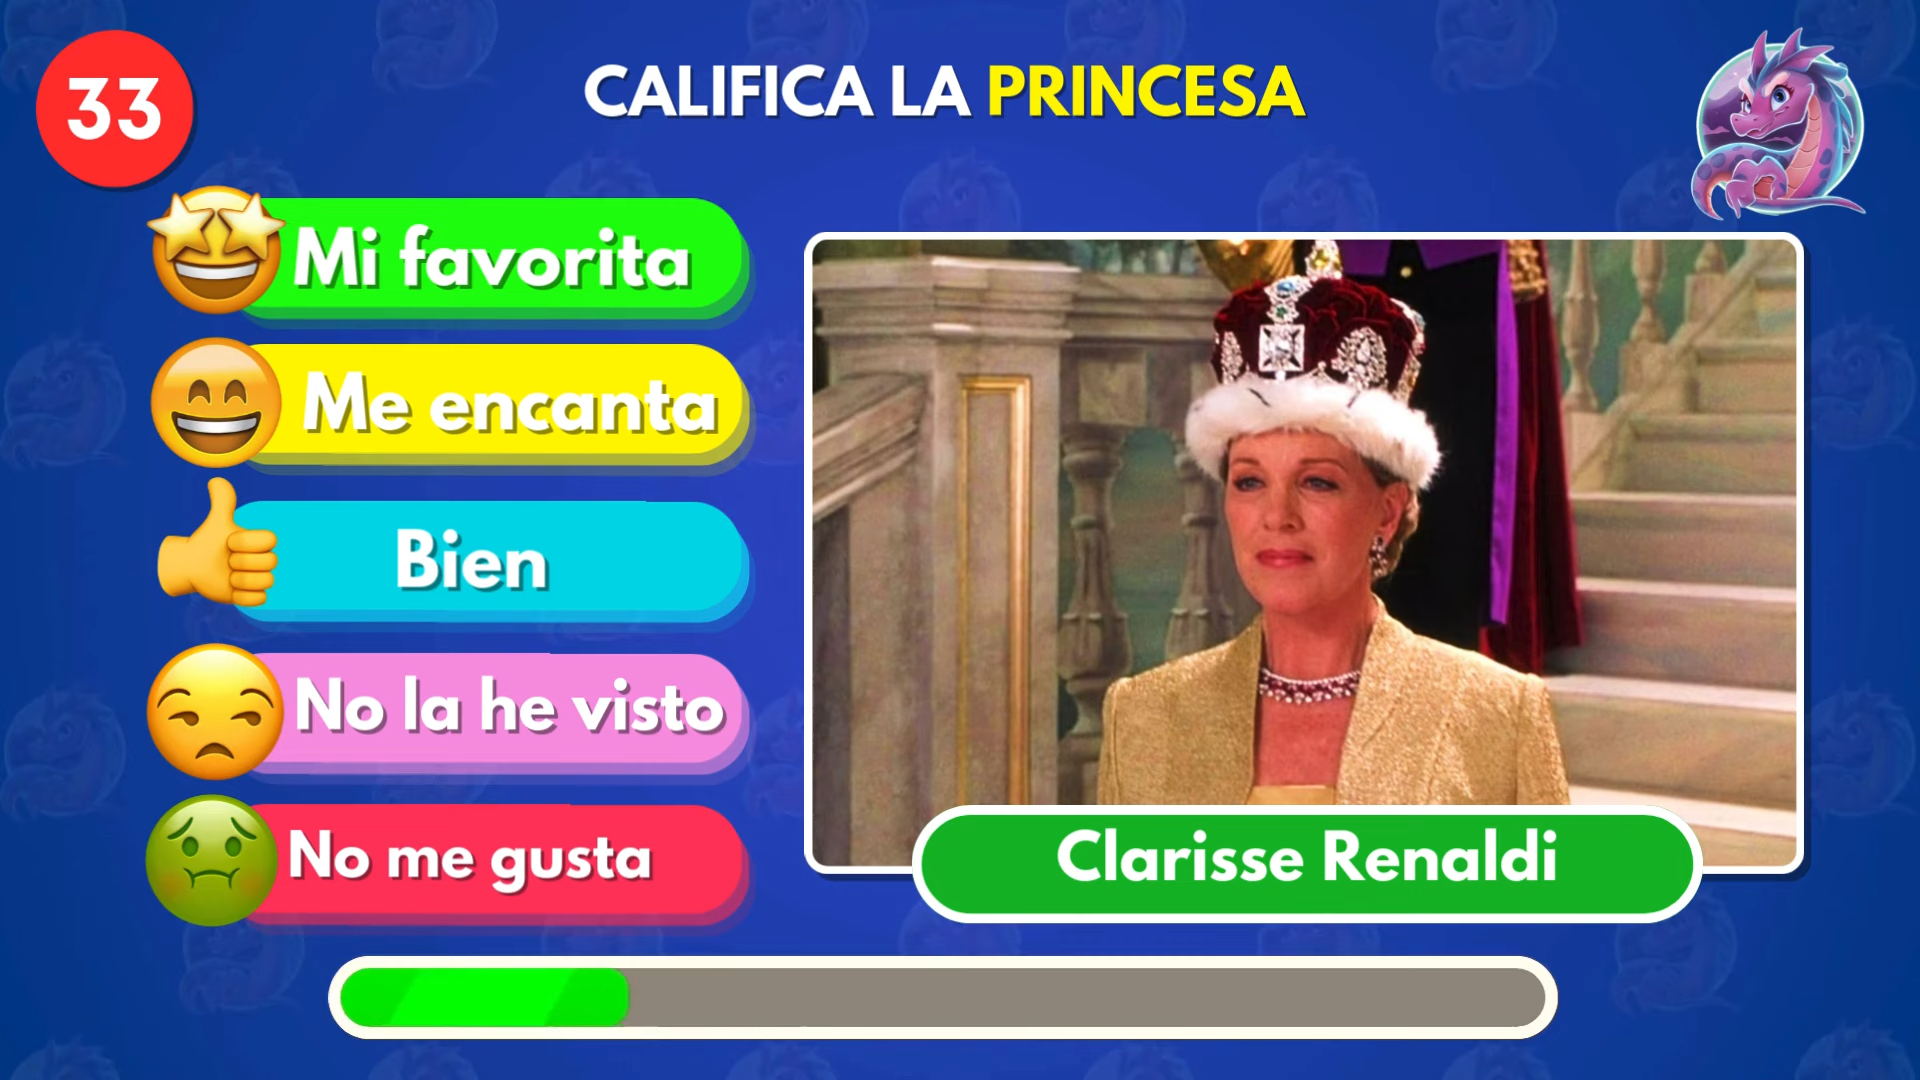 33
CALIFICA LA PRINCESA
Mi favorita
Me encanta
Bien
No la he visto
No me gusta
Clarisse Renaldi